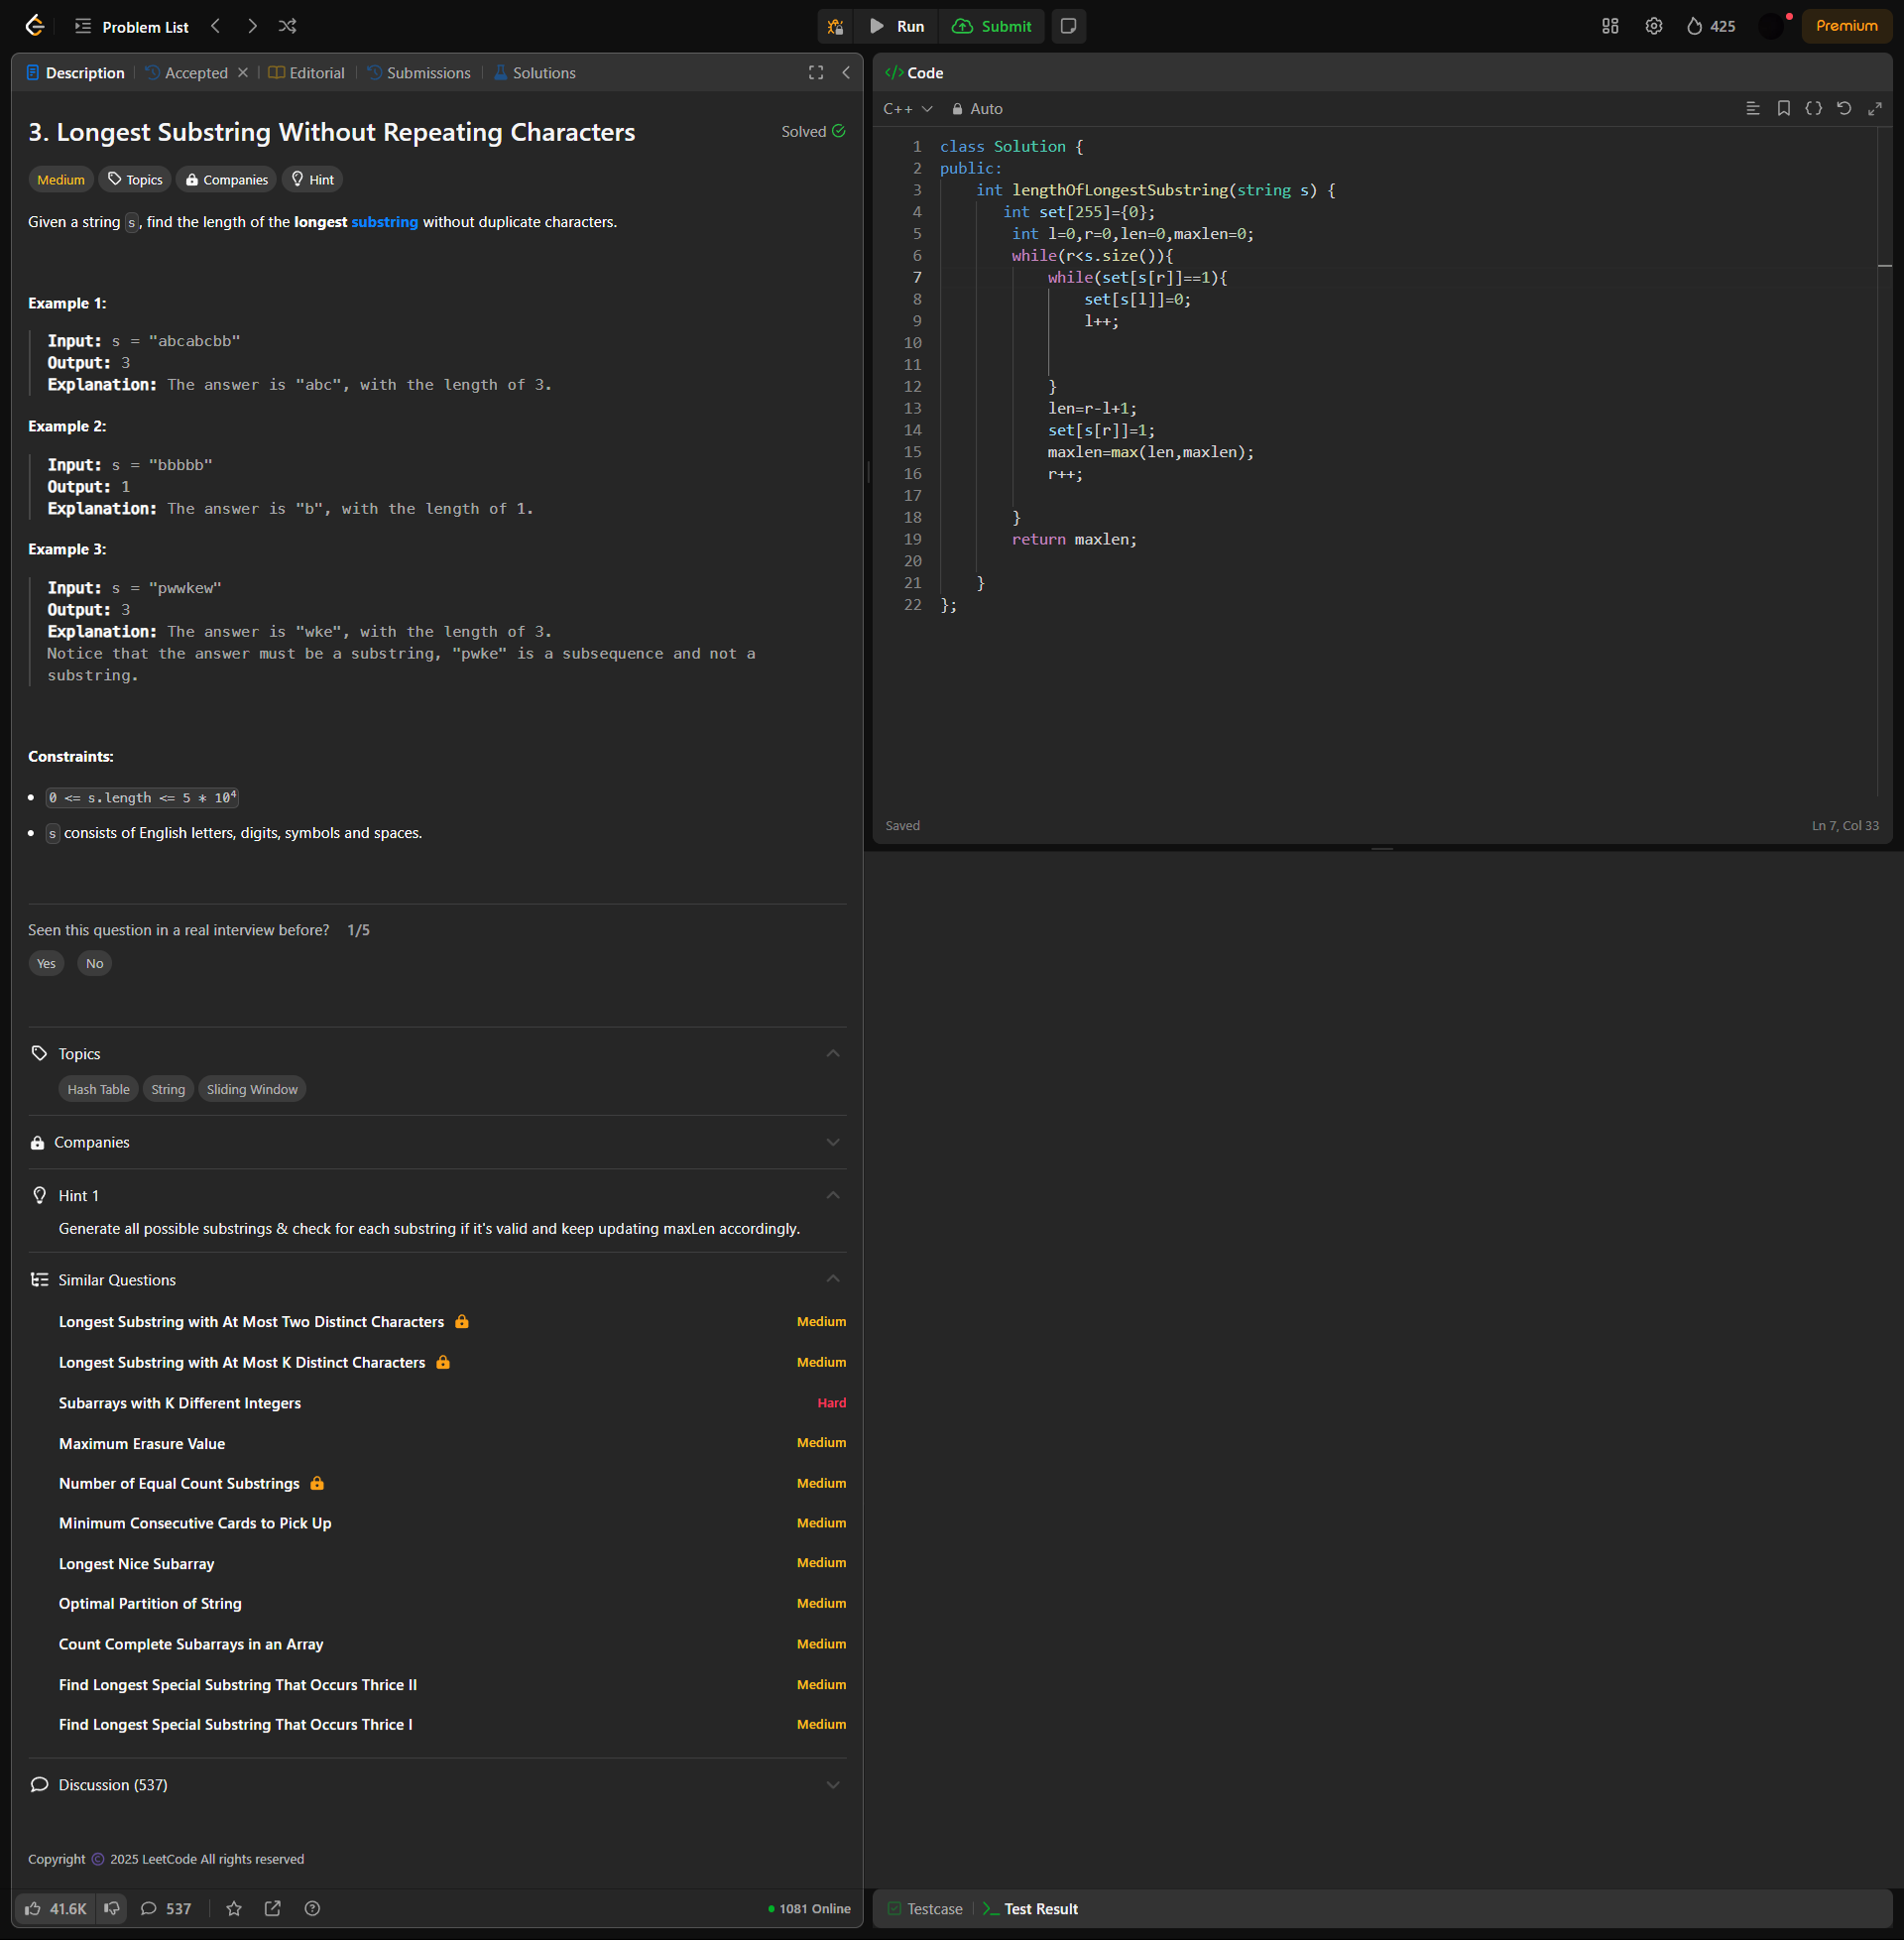 Problem List
Run
Submit
425
Premium
Description
Accepted
Editorial
Submissions
Solutions
3. Longest Substring Without Repeating Characters
Solved
Medium
Topics
Companies
Hint
Given a string s, find the length of the longest substring without duplicate characters.
Example 1:
Input: s = "abcabcbb"
Output: 3
Explanation: The answer is "abc", with the length of 3.
Example 2:
Input: s = "bbbbb"
Output: 1
Explanation: The answer is "b", with the length of 1.
Example 3:
Input: s = "pwwkew"
Output: 3
Explanation: The answer is "wke", with the length of 3.
Notice that the answer must be a substring, "pwke" is a subsequence and not a
substring.
Constraints:
0 <= s.length <= 5 * 10⁴
s consists of English letters, digits, symbols and spaces.
Seen this question in a real interview before? 1/5
Yes
No
Topics
Hash Table
String
Sliding Window
Companies
Hint 1
Generate all possible substrings & check for each substring if it's valid and keep updating maxLen accordingly.
Similar Questions
Longest Substring with At Most Two Distinct Characters Medium
Longest Substring with At Most K Distinct Characters Medium
Subarrays with K Different Integers Hard
Maximum Erasure Value Medium
Number of Equal Count Substrings Medium
Minimum Consecutive Cards to Pick Up Medium
Longest Nice Subarray Medium
Optimal Partition of String Medium
Count Complete Subarrays in an Array Medium
Find Longest Special Substring That Occurs Thrice II Medium
Find Longest Special Substring That Occurs Thrice I Medium
Discussion (537)
Copyright © 2025 LeetCode All rights reserved
41.6K
537
1081 Online
</> Code
C++
Auto
1 class Solution {
2 public:
3     int lengthOfLongestSubstring(string s) {
4        int set[255]={0};
5         int l=0,r=0,len=0,maxlen=0;
6         while(r<s.size()){
7             while(set[s[r]]==1){
8                 set[s[l]]=0;
9                 l++;
10
11
12             }
13             len=r-l+1;
14             set[s[r]]=1;
15             maxlen=max(len,maxlen);
16             r++;
17
18         }
19         return maxlen;
20
21     }
22 };
Saved
Ln 7, Col 33
Testcase
>_ Test Result